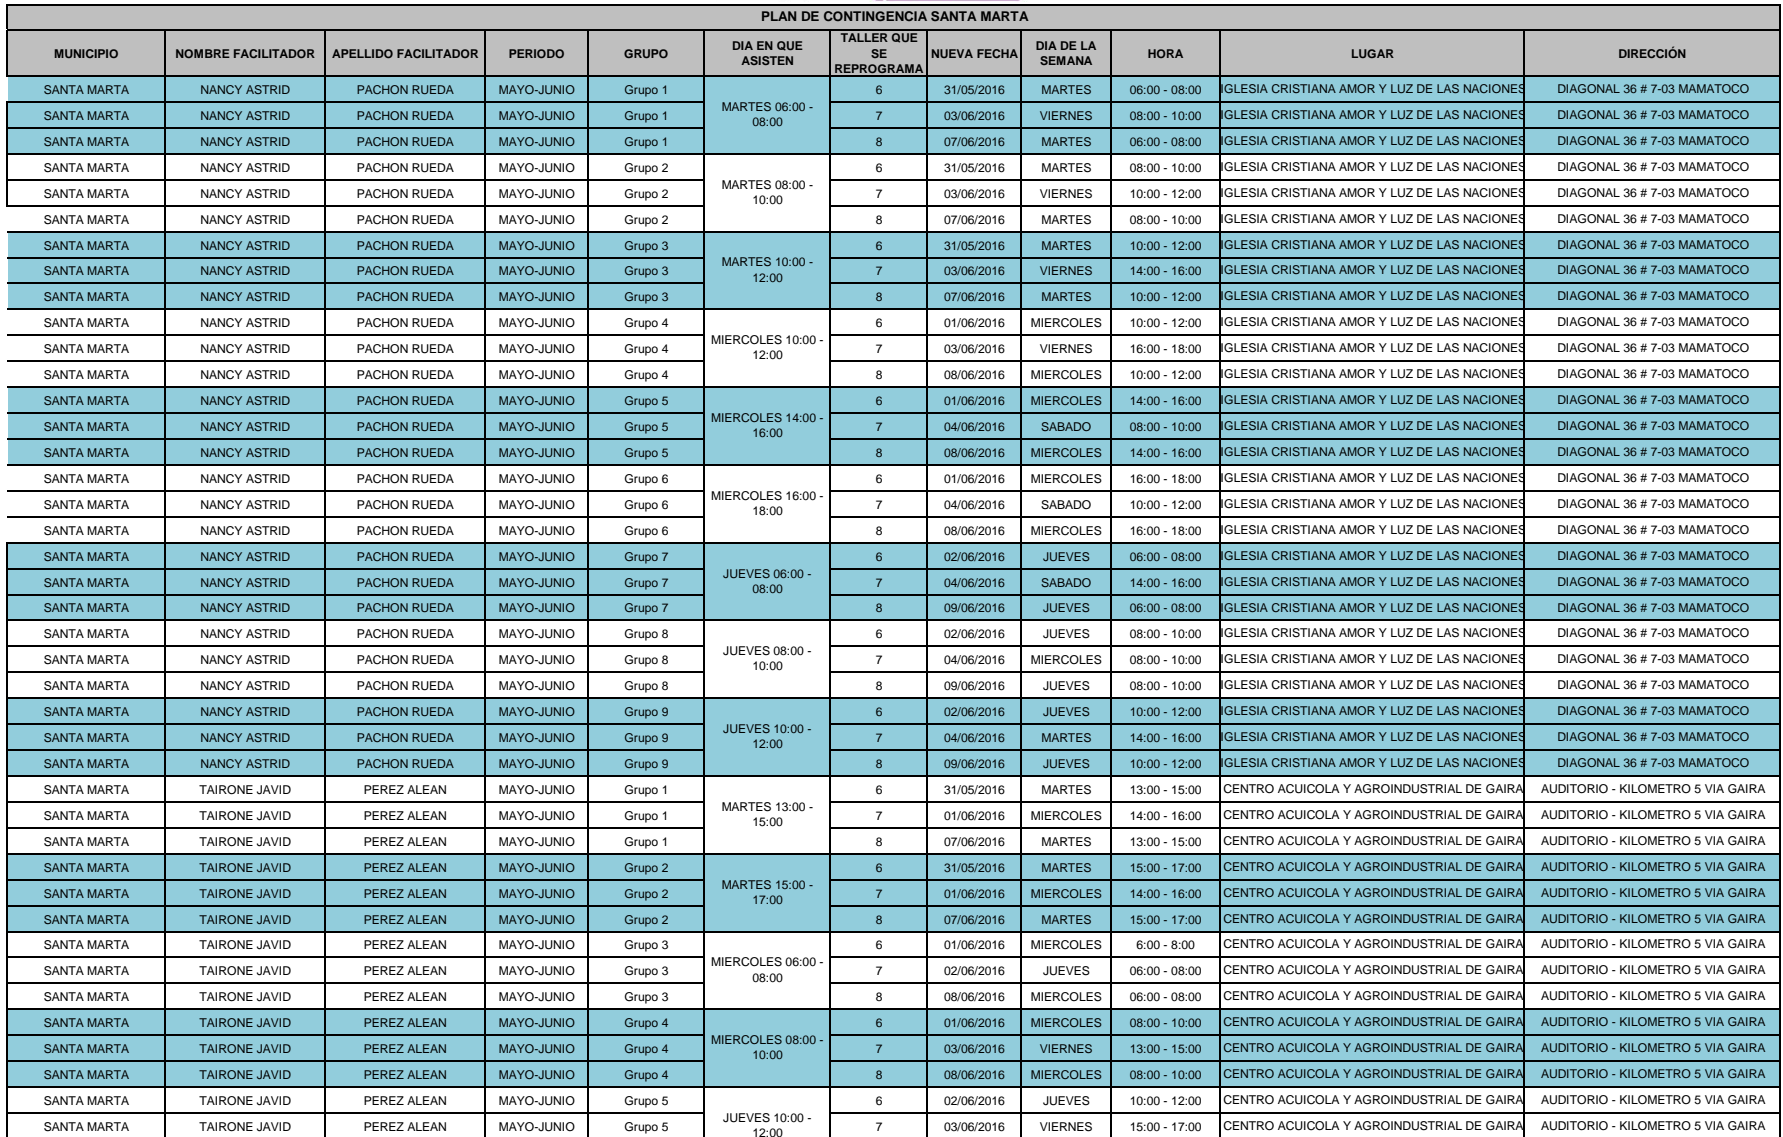 PLAN DE CONTINGENCIA SANTA MARTA
MUNICIPIO NOMBRE FACILITADOR APELLIDO FACILITADOR PERIODO GRUPO DIA EN QUE ASISTEN TALLER QUE SE REPROGRAMA NUEVA FECHA DIA DE LA SEMANA HORA LUGAR DIRECCIÓN
SANTA MARTA NANCY ASTRID PACHON RUEDA MAYO-JUNIO Grupo 1 MARTES 06:00 - 08:00 6 31/05/2016 MARTES 06:00 - 08:00 IGLESIA CRISTIANA AMOR Y LUZ DE LAS NACIONES DIAGONAL 36 # 7-03 MAMATOCO
SANTA MARTA NANCY ASTRID PACHON RUEDA MAYO-JUNIO Grupo 1 7 03/06/2016 VIERNES 08:00 - 10:00 IGLESIA CRISTIANA AMOR Y LUZ DE LAS NACIONES DIAGONAL 36 # 7-03 MAMATOCO
SANTA MARTA NANCY ASTRID PACHON RUEDA MAYO-JUNIO Grupo 1 8 07/06/2016 MARTES 06:00 - 08:00 IGLESIA CRISTIANA AMOR Y LUZ DE LAS NACIONES DIAGONAL 36 # 7-03 MAMATOCO
SANTA MARTA NANCY ASTRID PACHON RUEDA MAYO-JUNIO Grupo 2 MARTES 08:00 - 10:00 6 31/05/2016 MARTES 08:00 - 10:00 IGLESIA CRISTIANA AMOR Y LUZ DE LAS NACIONES DIAGONAL 36 # 7-03 MAMATOCO
SANTA MARTA NANCY ASTRID PACHON RUEDA MAYO-JUNIO Grupo 2 7 03/06/2016 VIERNES 10:00 - 12:00 IGLESIA CRISTIANA AMOR Y LUZ DE LAS NACIONES DIAGONAL 36 # 7-03 MAMATOCO
SANTA MARTA NANCY ASTRID PACHON RUEDA MAYO-JUNIO Grupo 2 8 07/06/2016 MARTES 08:00 - 10:00 IGLESIA CRISTIANA AMOR Y LUZ DE LAS NACIONES DIAGONAL 36 # 7-03 MAMATOCO
SANTA MARTA NANCY ASTRID PACHON RUEDA MAYO-JUNIO Grupo 3 MARTES 10:00 - 12:00 6 31/05/2016 MARTES 10:00 - 12:00 IGLESIA CRISTIANA AMOR Y LUZ DE LAS NACIONES DIAGONAL 36 # 7-03 MAMATOCO
SANTA MARTA NANCY ASTRID PACHON RUEDA MAYO-JUNIO Grupo 3 7 03/06/2016 VIERNES 14:00 - 16:00 IGLESIA CRISTIANA AMOR Y LUZ DE LAS NACIONES DIAGONAL 36 # 7-03 MAMATOCO
SANTA MARTA NANCY ASTRID PACHON RUEDA MAYO-JUNIO Grupo 3 8 07/06/2016 MARTES 10:00 - 12:00 IGLESIA CRISTIANA AMOR Y LUZ DE LAS NACIONES DIAGONAL 36 # 7-03 MAMATOCO
SANTA MARTA NANCY ASTRID PACHON RUEDA MAYO-JUNIO Grupo 4 MIERCOLES 10:00 - 12:00 6 01/06/2016 MIERCOLES 10:00 - 12:00 IGLESIA CRISTIANA AMOR Y LUZ DE LAS NACIONES DIAGONAL 36 # 7-03 MAMATOCO
SANTA MARTA NANCY ASTRID PACHON RUEDA MAYO-JUNIO Grupo 4 7 03/06/2016 VIERNES 16:00 - 18:00 IGLESIA CRISTIANA AMOR Y LUZ DE LAS NACIONES DIAGONAL 36 # 7-03 MAMATOCO
SANTA MARTA NANCY ASTRID PACHON RUEDA MAYO-JUNIO Grupo 4 8 08/06/2016 MIERCOLES 10:00 - 12:00 IGLESIA CRISTIANA AMOR Y LUZ DE LAS NACIONES DIAGONAL 36 # 7-03 MAMATOCO
SANTA MARTA NANCY ASTRID PACHON RUEDA MAYO-JUNIO Grupo 5 MIERCOLES 14:00 - 16:00 6 01/06/2016 MIERCOLES 14:00 - 16:00 IGLESIA CRISTIANA AMOR Y LUZ DE LAS NACIONES DIAGONAL 36 # 7-03 MAMATOCO
SANTA MARTA NANCY ASTRID PACHON RUEDA MAYO-JUNIO Grupo 5 7 04/06/2016 SABADO 08:00 - 10:00 IGLESIA CRISTIANA AMOR Y LUZ DE LAS NACIONES DIAGONAL 36 # 7-03 MAMATOCO
SANTA MARTA NANCY ASTRID PACHON RUEDA MAYO-JUNIO Grupo 5 8 08/06/2016 MIERCOLES 14:00 - 16:00 IGLESIA CRISTIANA AMOR Y LUZ DE LAS NACIONES DIAGONAL 36 # 7-03 MAMATOCO
SANTA MARTA NANCY ASTRID PACHON RUEDA MAYO-JUNIO Grupo 6 MIERCOLES 16:00 - 18:00 6 01/06/2016 MIERCOLES 16:00 - 18:00 IGLESIA CRISTIANA AMOR Y LUZ DE LAS NACIONES DIAGONAL 36 # 7-03 MAMATOCO
SANTA MARTA NANCY ASTRID PACHON RUEDA MAYO-JUNIO Grupo 6 7 04/06/2016 SABADO 10:00 - 12:00 IGLESIA CRISTIANA AMOR Y LUZ DE LAS NACIONES DIAGONAL 36 # 7-03 MAMATOCO
SANTA MARTA NANCY ASTRID PACHON RUEDA MAYO-JUNIO Grupo 6 8 08/06/2016 MIERCOLES 16:00 - 18:00 IGLESIA CRISTIANA AMOR Y LUZ DE LAS NACIONES DIAGONAL 36 # 7-03 MAMATOCO
SANTA MARTA NANCY ASTRID PACHON RUEDA MAYO-JUNIO Grupo 7 JUEVES 06:00 - 08:00 6 02/06/2016 JUEVES 06:00 - 08:00 IGLESIA CRISTIANA AMOR Y LUZ DE LAS NACIONES DIAGONAL 36 # 7-03 MAMATOCO
SANTA MARTA NANCY ASTRID PACHON RUEDA MAYO-JUNIO Grupo 7 7 04/06/2016 SABADO 14:00 - 16:00 IGLESIA CRISTIANA AMOR Y LUZ DE LAS NACIONES DIAGONAL 36 # 7-03 MAMATOCO
SANTA MARTA NANCY ASTRID PACHON RUEDA MAYO-JUNIO Grupo 7 8 09/06/2016 JUEVES 06:00 - 08:00 IGLESIA CRISTIANA AMOR Y LUZ DE LAS NACIONES DIAGONAL 36 # 7-03 MAMATOCO
SANTA MARTA NANCY ASTRID PACHON RUEDA MAYO-JUNIO Grupo 8 JUEVES 08:00 - 10:00 6 02/06/2016 JUEVES 08:00 - 10:00 IGLESIA CRISTIANA AMOR Y LUZ DE LAS NACIONES DIAGONAL 36 # 7-03 MAMATOCO
SANTA MARTA NANCY ASTRID PACHON RUEDA MAYO-JUNIO Grupo 8 7 04/06/2016 MIERCOLES 08:00 - 10:00 IGLESIA CRISTIANA AMOR Y LUZ DE LAS NACIONES DIAGONAL 36 # 7-03 MAMATOCO
SANTA MARTA NANCY ASTRID PACHON RUEDA MAYO-JUNIO Grupo 8 8 09/06/2016 JUEVES 08:00 - 10:00 IGLESIA CRISTIANA AMOR Y LUZ DE LAS NACIONES DIAGONAL 36 # 7-03 MAMATOCO
SANTA MARTA NANCY ASTRID PACHON RUEDA MAYO-JUNIO Grupo 9 JUEVES 10:00 - 12:00 6 02/06/2016 JUEVES 10:00 - 12:00 IGLESIA CRISTIANA AMOR Y LUZ DE LAS NACIONES DIAGONAL 36 # 7-03 MAMATOCO
SANTA MARTA NANCY ASTRID PACHON RUEDA MAYO-JUNIO Grupo 9 7 04/06/2016 MARTES 14:00 - 16:00 IGLESIA CRISTIANA AMOR Y LUZ DE LAS NACIONES DIAGONAL 36 # 7-03 MAMATOCO
SANTA MARTA NANCY ASTRID PACHON RUEDA MAYO-JUNIO Grupo 9 8 09/06/2016 JUEVES 10:00 - 12:00 IGLESIA CRISTIANA AMOR Y LUZ DE LAS NACIONES DIAGONAL 36 # 7-03 MAMATOCO
SANTA MARTA TAIRONE JAVID PEREZ ALEAN MAYO-JUNIO Grupo 1 MARTES 13:00 - 15:00 6 31/05/2016 MARTES 13:00 - 15:00 CENTRO ACUICOLA Y AGROINDUSTRIAL DE GAIRA AUDITORIO - KILOMETRO 5 VIA GAIRA
SANTA MARTA TAIRONE JAVID PEREZ ALEAN MAYO-JUNIO Grupo 1 7 01/06/2016 MIERCOLES 14:00 - 16:00 CENTRO ACUICOLA Y AGROINDUSTRIAL DE GAIRA AUDITORIO - KILOMETRO 5 VIA GAIRA
SANTA MARTA TAIRONE JAVID PEREZ ALEAN MAYO-JUNIO Grupo 1 8 07/06/2016 MARTES 13:00 - 15:00 CENTRO ACUICOLA Y AGROINDUSTRIAL DE GAIRA AUDITORIO - KILOMETRO 5 VIA GAIRA
SANTA MARTA TAIRONE JAVID PEREZ ALEAN MAYO-JUNIO Grupo 2 MARTES 15:00 - 17:00 6 31/05/2016 MARTES 15:00 - 17:00 CENTRO ACUICOLA Y AGROINDUSTRIAL DE GAIRA AUDITORIO - KILOMETRO 5 VIA GAIRA
SANTA MARTA TAIRONE JAVID PEREZ ALEAN MAYO-JUNIO Grupo 2 7 01/06/2016 MIERCOLES 14:00 - 16:00 CENTRO ACUICOLA Y AGROINDUSTRIAL DE GAIRA AUDITORIO - KILOMETRO 5 VIA GAIRA
SANTA MARTA TAIRONE JAVID PEREZ ALEAN MAYO-JUNIO Grupo 2 8 07/06/2016 MARTES 15:00 - 17:00 CENTRO ACUICOLA Y AGROINDUSTRIAL DE GAIRA AUDITORIO - KILOMETRO 5 VIA GAIRA
SANTA MARTA TAIRONE JAVID PEREZ ALEAN MAYO-JUNIO Grupo 3 MIERCOLES 06:00 - 08:00 6 01/06/2016 MIERCOLES 6:00 - 8:00 CENTRO ACUICOLA Y AGROINDUSTRIAL DE GAIRA AUDITORIO - KILOMETRO 5 VIA GAIRA
SANTA MARTA TAIRONE JAVID PEREZ ALEAN MAYO-JUNIO Grupo 3 7 02/06/2016 JUEVES 06:00 - 08:00 CENTRO ACUICOLA Y AGROINDUSTRIAL DE GAIRA AUDITORIO - KILOMETRO 5 VIA GAIRA
SANTA MARTA TAIRONE JAVID PEREZ ALEAN MAYO-JUNIO Grupo 3 8 08/06/2016 MIERCOLES 06:00 - 08:00 CENTRO ACUICOLA Y AGROINDUSTRIAL DE GAIRA AUDITORIO - KILOMETRO 5 VIA GAIRA
SANTA MARTA TAIRONE JAVID PEREZ ALEAN MAYO-JUNIO Grupo 4 MIERCOLES 08:00 - 10:00 6 01/06/2016 MIERCOLES 08:00 - 10:00 CENTRO ACUICOLA Y AGROINDUSTRIAL DE GAIRA AUDITORIO - KILOMETRO 5 VIA GAIRA
SANTA MARTA TAIRONE JAVID PEREZ ALEAN MAYO-JUNIO Grupo 4 7 03/06/2016 VIERNES 13:00 - 15:00 CENTRO ACUICOLA Y AGROINDUSTRIAL DE GAIRA AUDITORIO - KILOMETRO 5 VIA GAIRA
SANTA MARTA TAIRONE JAVID PEREZ ALEAN MAYO-JUNIO Grupo 4 8 08/06/2016 MIERCOLES 08:00 - 10:00 CENTRO ACUICOLA Y AGROINDUSTRIAL DE GAIRA AUDITORIO - KILOMETRO 5 VIA GAIRA
SANTA MARTA TAIRONE JAVID PEREZ ALEAN MAYO-JUNIO Grupo 5 JUEVES 10:00 - 12:00 6 02/06/2016 JUEVES 10:00 - 12:00 CENTRO ACUICOLA Y AGROINDUSTRIAL DE GAIRA AUDITORIO - KILOMETRO 5 VIA GAIRA
SANTA MARTA TAIRONE JAVID PEREZ ALEAN MAYO-JUNIO Grupo 5 7 03/06/2016 VIERNES 15:00 - 17:00 CENTRO ACUICOLA Y AGROINDUSTRIAL DE GAIRA AUDITORIO - KILOMETRO 5 VIA GAIRA